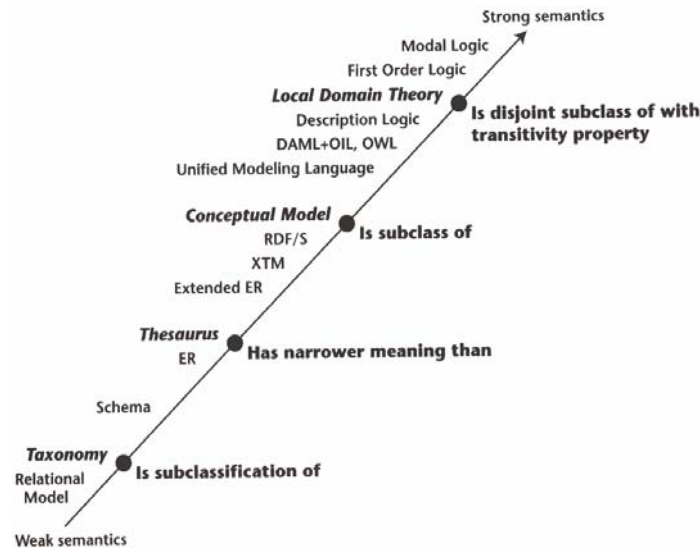 Strong semantics
Modal Logic
First Order Logic
Local Domain Theory
Is disjoint subclass of with
transitivity property
Description Logic
DAML+OIL, OWL
Unified Modeling Language
Conceptual Model
Is subclass of
RDF/S
XTM
Extended ER
Thesaurus
Has narrower meaning than
ER
Schema
Taxonomy
Is subclassification of
Relational
Model
Weak semantics